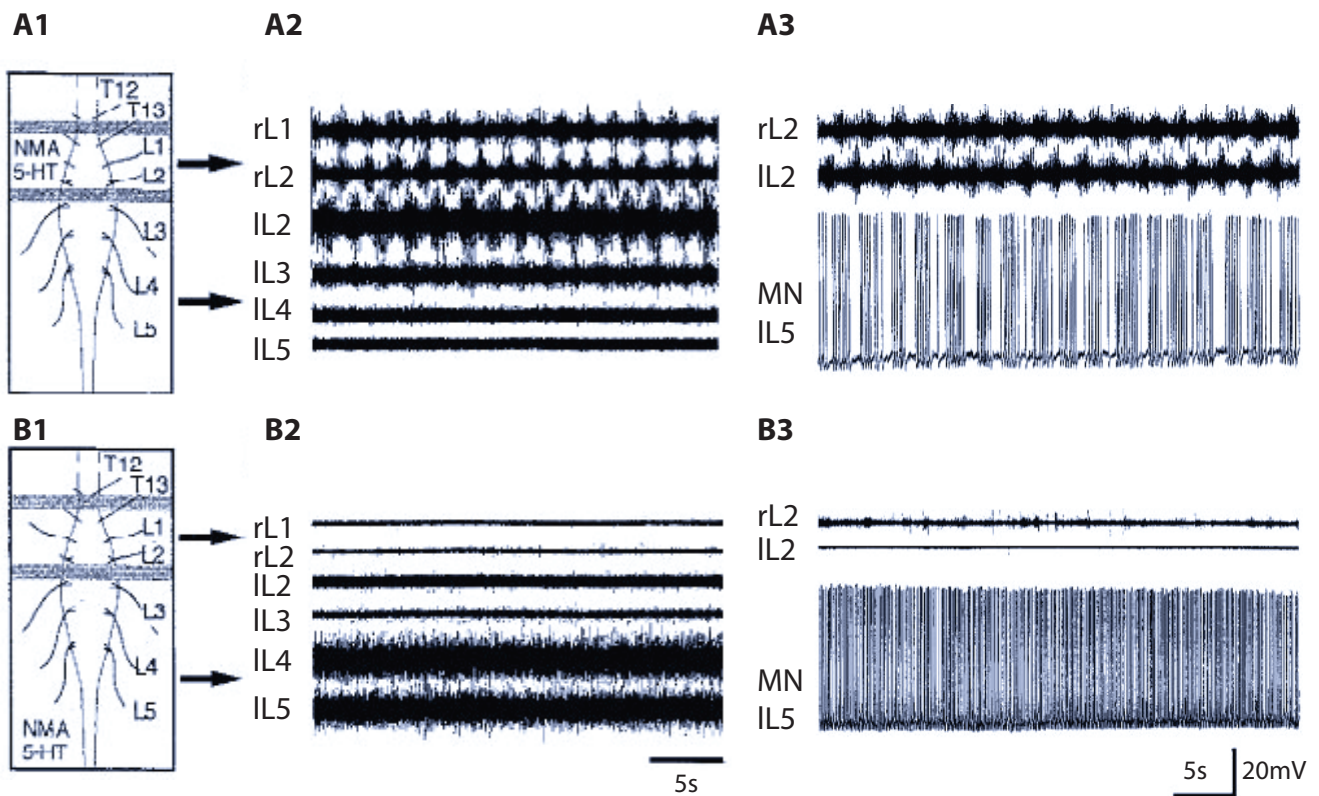 A1
A2
A3
T12
T13
NMA
5-HT
L1
L2
L3
L4
L5
rL1
rL2
lL2
lL3
lL4
lL5
rL2
lL2
MN
lL5
B1
B2
B3
T12
T13
L1
L2
L3
L4
L5
NMA
5-HT
rL1
rL2
lL2
lL3
lL4
lL5
5s
rL2
lL2
MN
lL5
5s
20mV